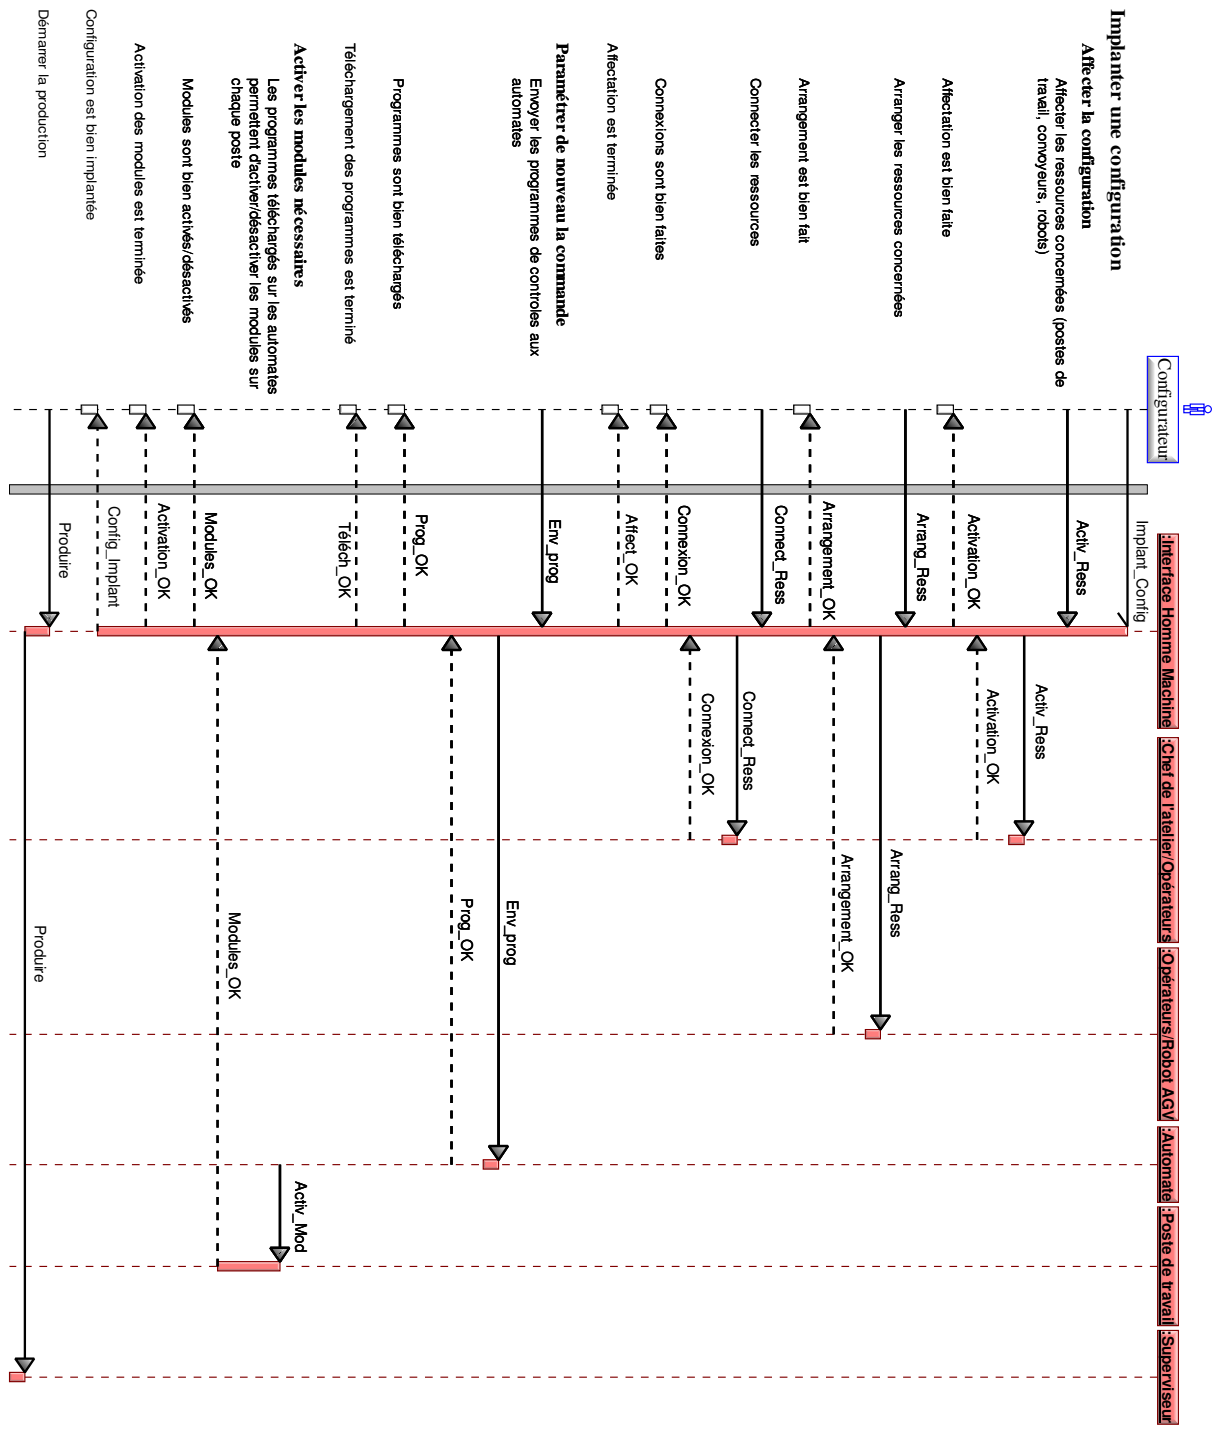 Implanter une configuration
Affecter la configuration
Affecter les ressources concernées (postes de
travail, convoyeurs, robots)
Affectation est bien faite
Arranger les ressources concernées
Arrangement est bien fait
Connecter les ressources
Connexions sont bien faites
Affectation est terminée
Paramétrer de nouveau la commande
Envoyer les programmes de controles aux
automates
Programmes sont bien téléchargés
Téléchargement des programmes est terminé
Activer les modules nécessaires
Les programmes téléchargés sur les automates
permettent d'activer/désactiver les modules sur
chaque poste
Modules sont bien activés/désactivés
Activation des modules est terminée
Configuration est bien implantée
Démarrer la production
Configurateur
:Interface Homme Machine
:Chef de l'atelier/Opérateurs
:Opérateurs/Robot AGV
:Automate
:Poste de travail
:Superviseur
Implant_Config
Activ_Ress
Activ_Ress
Activation_OK
Activation_OK
Arrang_Ress
Arrang_Ress
Arrangement_OK
Arrangement_OK
Connect_Ress
Connect_Ress
Connexion_OK
Connexion_OK
Affect_OK
Env_prog
Env_prog
Prog_OK
Prog_OK
Téléch_OK
Activ_Mod
Modules_OK
Modules_OK
Activation_OK
Config_Implant
Produire
Produire